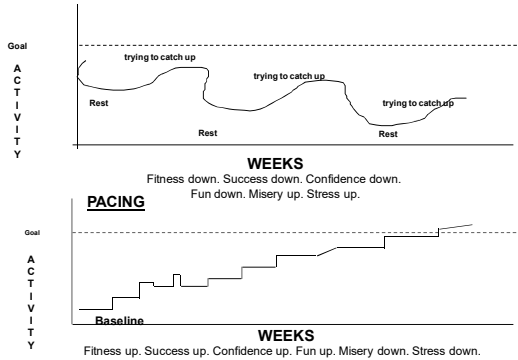 Goal
trying to catch up
trying to catch up
trying to catch up
ACTIVITY
Rest
Rest
Rest
WEEKS
Fitness down. Success down. Confidence down.
Fun down. Misery up. Stress up.
PACING
Goal
ACTIVITY
Baseline
WEEKS
Fitness up. Success up. Confidence up. Fun up. Misery down. Stress down.